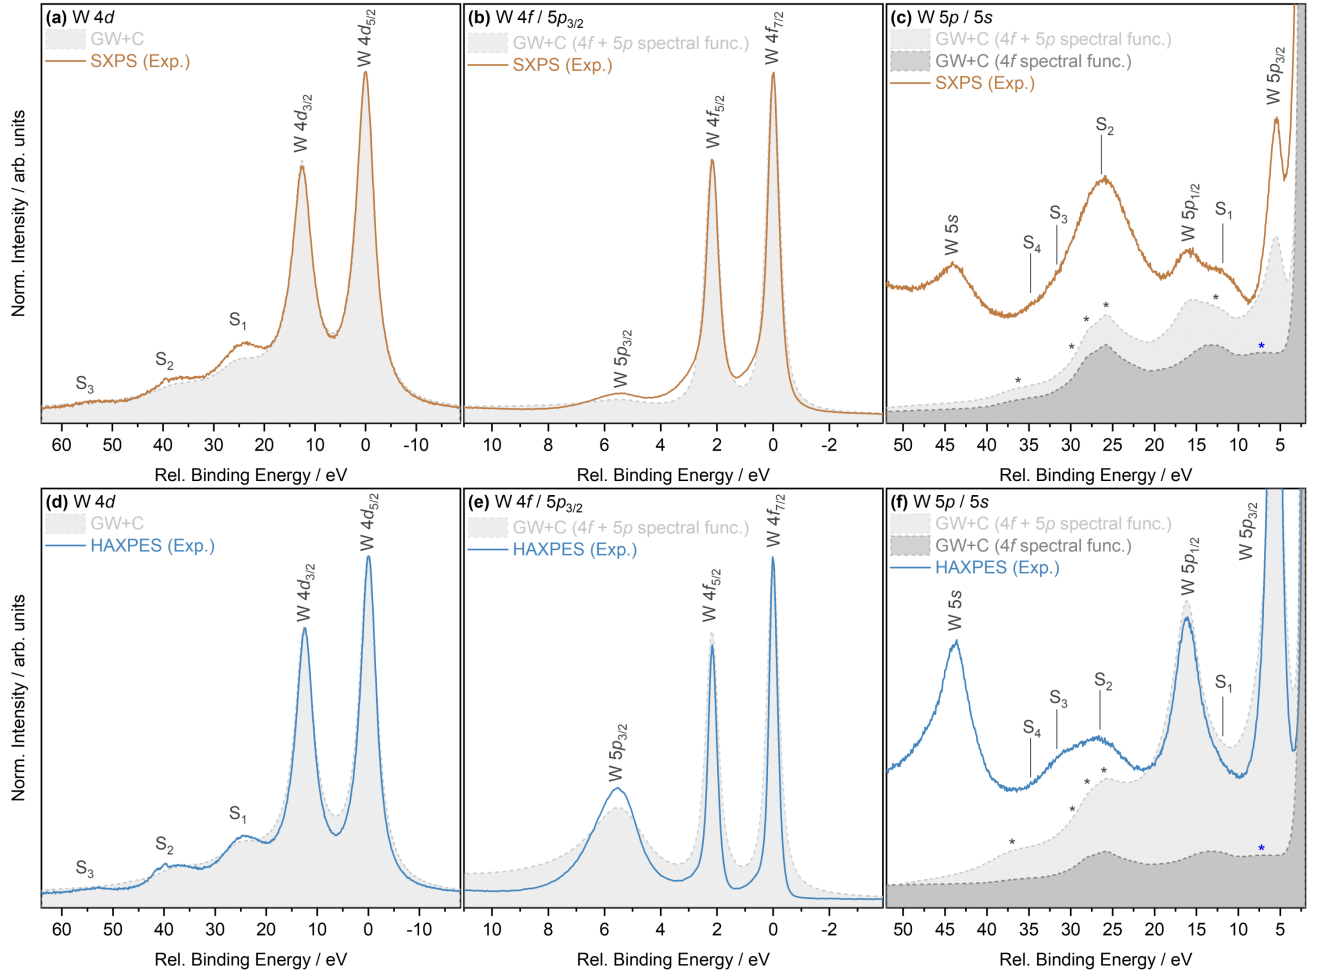 (a) W 4d
GW+C
SXPS (Exp.)
W 4d5/2
W 4d3/2
S1
S2
S3
Norm. Intensity / arb. units
60 50 40 30 20 10 0 -10
Rel. Binding Energy / eV
(b) W 4f / 5p3/2
GW+C (4f + 5p spectral func.)
SXPS (Exp.)
W 4f7/2
W 4f5/2
W 5p3/2
10 8 6 4 2 0 -2
Rel. Binding Energy / eV
(c) W 5p / 5s
GW+C (4f + 5p spectral func.)
GW+C (4f spectral func.)
SXPS (Exp.)
W 5p3/2
S2
S1
W 5p1/2
S3
S4
W 5s
* * * * * *
50 45 40 35 30 25 20 15 10 5
Rel. Binding Energy / eV
(d) W 4d
GW+C
HAXPES (Exp.)
W 4d5/2
W 4d3/2
S1
S2
S3
Norm. Intensity / arb. units
60 50 40 30 20 10 0 -10
Rel. Binding Energy / eV
(e) W 4f / 5p3/2
GW+C (4f + 5p spectral func.)
HAXPES (Exp.)
W 4f7/2
W 4f5/2
W 5p3/2
10 8 6 4 2 0 -2
Rel. Binding Energy / eV
(f) W 5p / 5s
GW+C (4f + 5p spectral func.)
GW+C (4f spectral func.)
HAXPES (Exp.)
W 5p3/2
W 5p1/2
W 5s
S1
S2
S3
S4
* * * * *
50 45 40 35 30 25 20 15 10 5
Rel. Binding Energy / eV